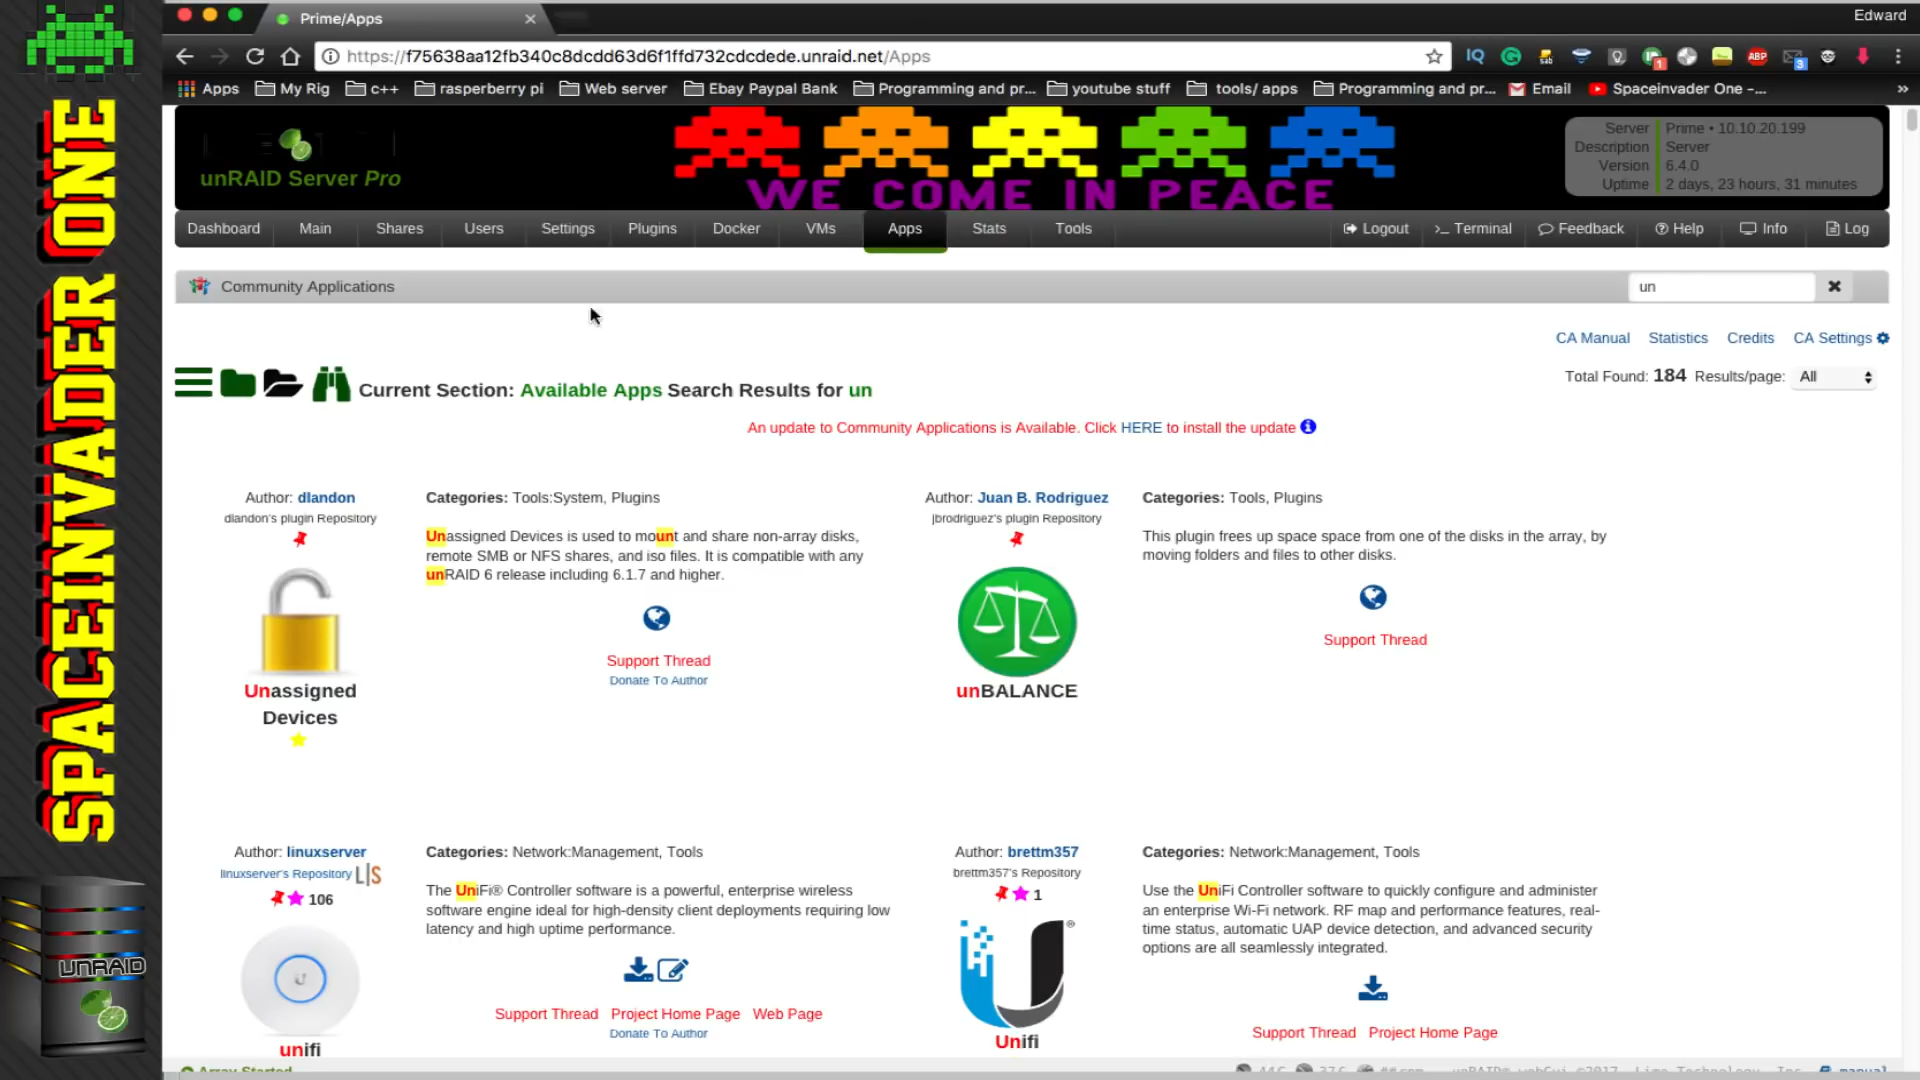 SPACEINVADER ONE
UNRAID
Prime/Apps
Edward
https://f75638aa12fb340c8dcdd63d6f1ffd732cdcdede.unraid.net/Apps
IQ
sab
1
ABP
3
Apps My Rig c++ rasperberry pi Web server Ebay Paypal Bank Programming and pr... youtube stuff tools/ apps Programming and pr... Email Spaceinvader One -... »
unRAID Server Pro
WE COME IN PEACE
Server Prime • 10.10.20.199
Description Server
Version 6.4.0
Uptime 2 days, 23 hours, 31 minutes
Dashboard Main Shares Users Settings Plugins Docker VMs Apps Stats Tools Logout Terminal Feedback Help Info Log
Community Applications
un
CA Manual Statistics Credits CA Settings
Current Section: Available Apps Search Results for un
Total Found: 184 Results/page: All
An update to Community Applications is Available. Click HERE to install the update
Author: dlandon
dlandon's plugin Repository
Unassigned
Devices
Categories: Tools:System, Plugins
Unassigned Devices is used to mount and share non-array disks,
remote SMB or NFS shares, and iso files. It is compatible with any
unRAID 6 release including 6.1.7 and higher.
Support Thread
Donate To Author
Author: Juan B. Rodriguez
jbrodriguez's plugin Repository
unBALANCE
Categories: Tools, Plugins
This plugin frees up space space from one of the disks in the array, by
moving folders and files to other disks.
Support Thread
Author: linuxserver
linuxserver's Repository LS
106
unifi
Categories: Network:Management, Tools
The UniFi® Controller software is a powerful, enterprise wireless
software engine ideal for high-density client deployments requiring low
latency and high uptime performance.
Support Thread Project Home Page Web Page
Donate To Author
Author: brettm357
brettm357's Repository
1
Unifi
Categories: Network:Management, Tools
Use the UniFi Controller software to quickly configure and administer
an enterprise Wi-Fi network. RF map and performance features, real-
time status, automatic UAP device detection, and advanced security
options are all seamlessly integrated.
Support Thread Project Home Page
Array Started
unRAID® webGui ©2017, Lime Technology, Inc. manual